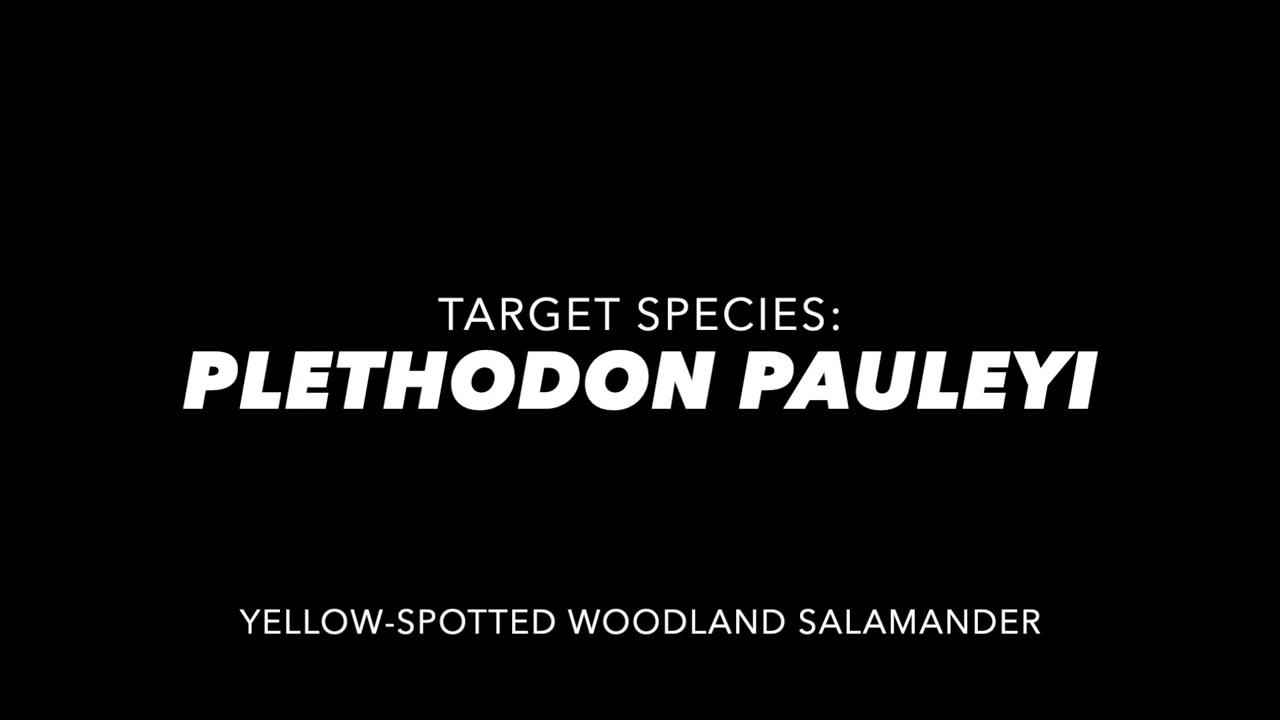 TARGET SPECIES:
PLETHODON PAULEYI
YELLOW-SPOTTED WOODLAND SALAMANDER